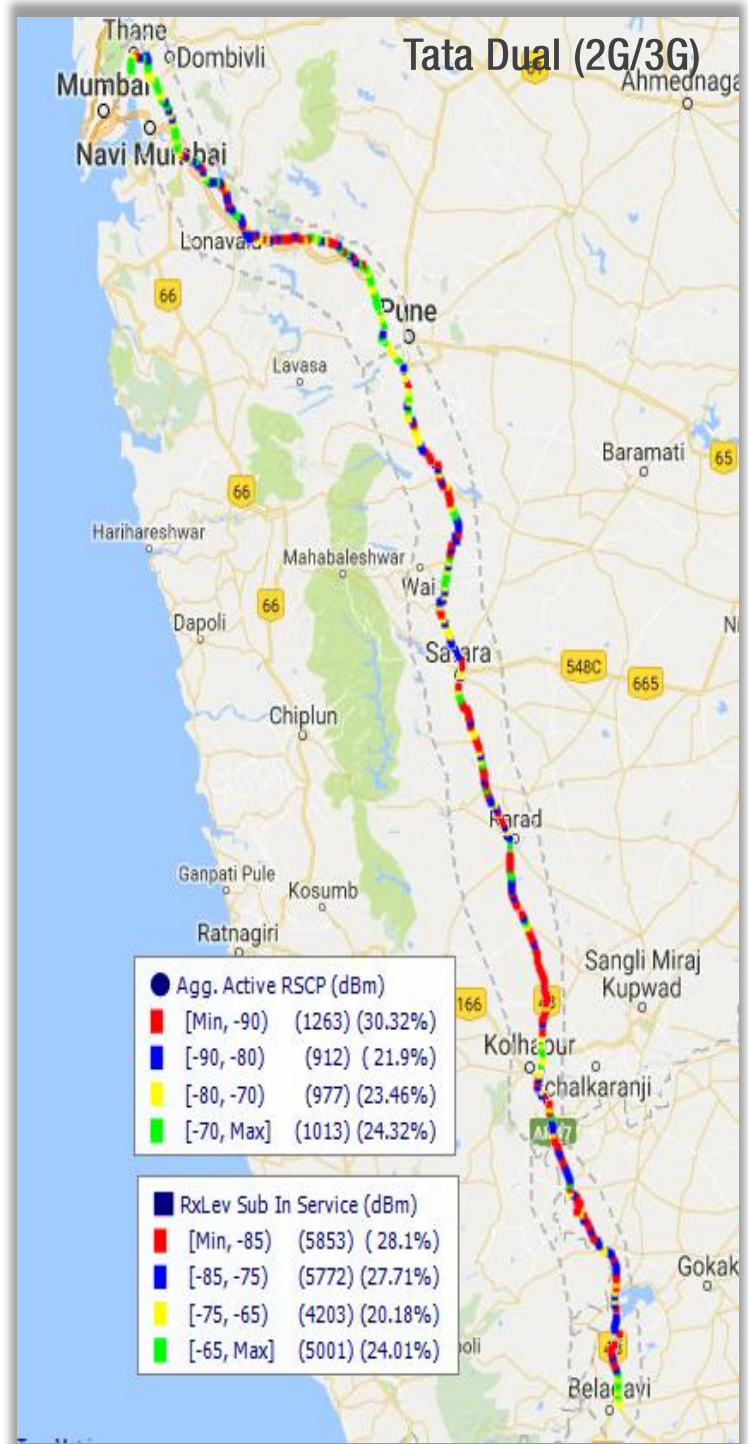 Thane
Dombivli
Tata Dual (2G/3G)
Mumbai
Navi Mumbai
Lonavala
66
Pune
Lavasa
Baramati
65
66
Harihareshwar
Mahabaleshwar
Wai
66
Dapoli
Satara
548C
665
Chiplun
Karad
Ganpati Pule
Kosumb
Ratnagiri
Sangli Miraj
Kupwad
Agg. Active RSCP (dBm)
[Min, -90) (1263) (30.32%)
[-90, -80) (912) ( 21.9%)
[-80, -70) (977) (23.46%)
[-70, Max] (1013) (24.32%)
166
Kolhapur
RxLev Sub In Service (dBm)
[Min, -85) (5853) ( 28.1%)
[-85, -75) (5772) (27.71%)
[-75, -65) (4203) (20.18%)
[-65, Max] (5001) (24.01%)
Gokak
Belagavi